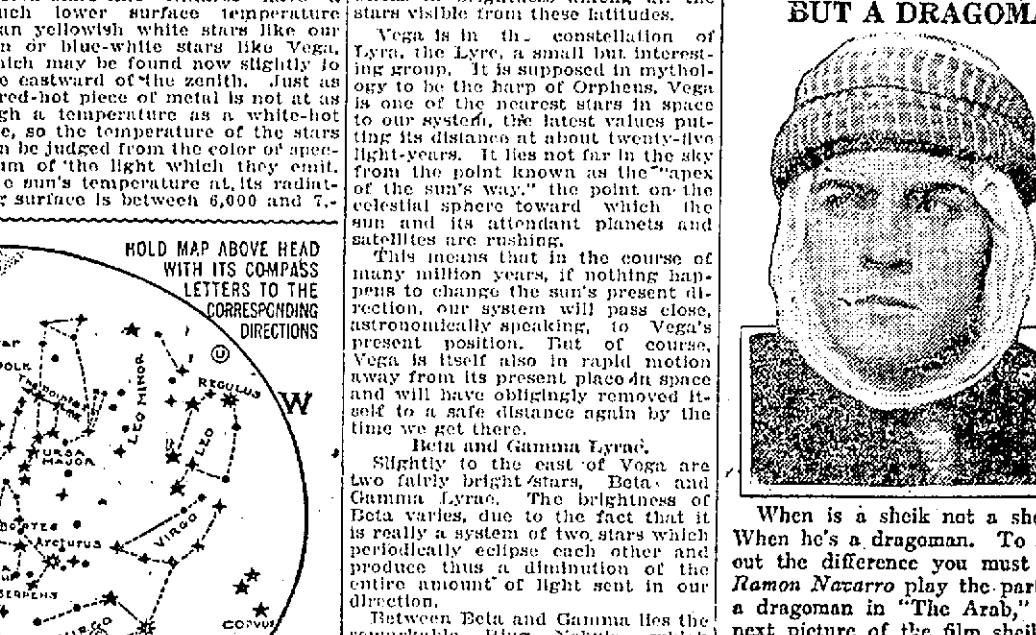 uch lower surface temperature
an yellowish white stars like our
n or blue-white stars like Vega,
hich may be found now slightly to
e eastward of the zenith. Just as
red-hot piece of metal is not at as
gh a temperature as a white-hot
e, so the temperature of the stars
n be judged from the color or spec-
um of the light which they emit.
e sun's temperature at its radiat-
g surface is between 6,000 and 7,-
HOLD MAP ABOVE HEAD
WITH ITS COMPASS
LETTERS TO THE
CORRESPONDING
DIRECTIONS
LEO MINOR
REGULUS
W
LEO
URSA
MAJOR
VIRGO
Arcturus
SERPENS
CORVUS
stars visible from these latitudes.
Vega is in the constellation of
Lyra, the Lyre, a small but interest-
ing group. It is supposed in mythol-
ogy to be the harp of Orpheus. Vega
is one of the nearest stars in space
to our system, the latest values put-
ting its distance at about twenty-five
light-years. It lies not far in the sky
from the point known as the "apex
of the sun's way," the point on the
celestial sphere toward which the
sun and its attendant planets and
satellites are rushing.
This means that in the course of
many million years, if nothing hap-
pens to change the sun's present di-
rection, our system will pass close,
astronomically speaking, to Vega's
present position. But of course,
Vega is itself also in rapid motion
away from its present place in space
and will have obligingly removed it-
self to a safe distance again by the
time we get there.
Beta and Gamma Lyrae.
Slightly to the east of Vega are
two fairly bright stars, Beta and
Gamma Lyrae. The brightness of
Beta varies, due to the fact that it
is really a system of two stars which
periodically eclipse each other and
produce thus a diminution of the
entire amount of light sent in our
direction.
Between Beta and Gamma lies the
remarkable Ring Nebula, which
BUT A DRAGOMA
When is a sheik not a she
When he's a dragoman. To
out the difference you must
Ramon Navarro play the part
a dragoman in "The Arab,"
next picture of the film sheik